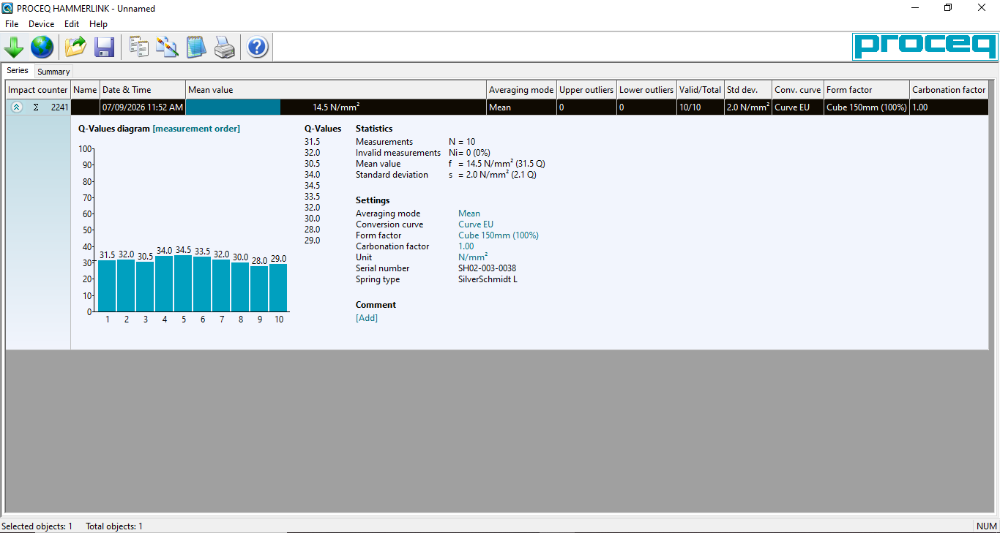 PROCEQ HAMMERLINK - Unnamed
File Device Edit Help
proceq
Series Summary
Impact counter Name Date & Time Mean value Averaging mode Upper outliers Lower outliers Valid/Total Std dev. Conv. curve Form factor Carbonation factor
Σ 2241 07/09/2026 11:52 AM 14.5 N/mm² Mean 0 0 10/10 2.0 N/mm² Curve EU Cube 150mm (100%) 1.00
Q-Values diagram [measurement order]
100
90
80
70
60
50
40
30
20
10
0
31.5 32.0 30.5 34.0 34.5 33.5 32.0 30.0 28.0 29.0
1 2 3 4 5 6 7 8 9 10
Q-Values
31.5
32.0
30.5
34.0
34.5
33.5
32.0
30.0
28.0
29.0
Statistics
Measurements N = 10
Invalid measurements Ni= 0 (0%)
Mean value f = 14.5 N/mm² (31.5 Q)
Standard deviation s = 2.0 N/mm² (2.1 Q)
Settings
Averaging mode Mean
Conversion curve Curve EU
Form factor Cube 150mm (100%)
Carbonation factor 1.00
Unit N/mm²
Serial number SH02-003-0038
Spring type SilverSchmidt L
Comment
[Add]
Selected objects: 1 Total objects: 1 NUM